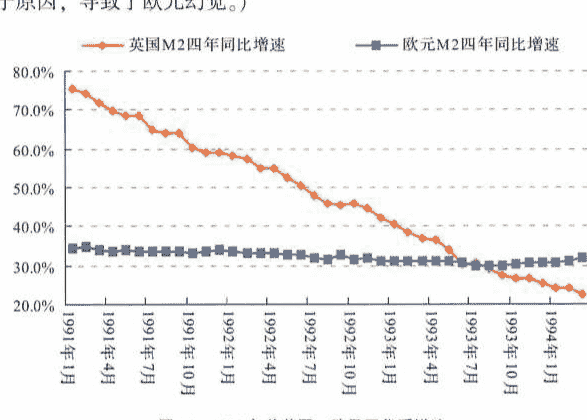 原因，导致了欧元幻觉。）
英国M2四年同比增速 欧元M2四年同比增速
80.0%
70.0%
60.0%
50.0%
40.0%
30.0%
20.0%
1991年1月
1991年4月
1991年7月
1991年10月
1992年1月
1992年4月
1992年7月
1992年10月
1993年1月
1993年4月
1993年7月
1993年10月
1994年1月